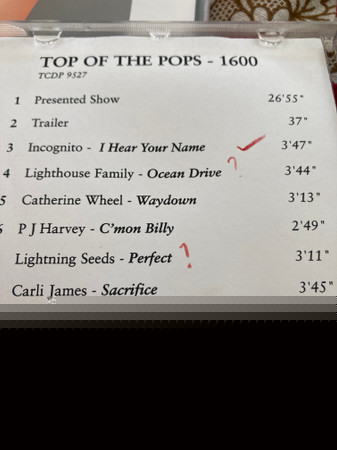 TOP OF THE POPS - 1600
TCDP 9527
1 Presented Show 26'55"
2 Trailer 37"
3 Incognito - I Hear Your Name 3'47"
4 Lighthouse Family - Ocean Drive ? 3'44"
5 Catherine Wheel - Waydown 3'13"
6 P J Harvey - C'mon Billy 2'49"
Lightning Seeds - Perfect ! 3'11"
Carli James - Sacrifice 3'45"